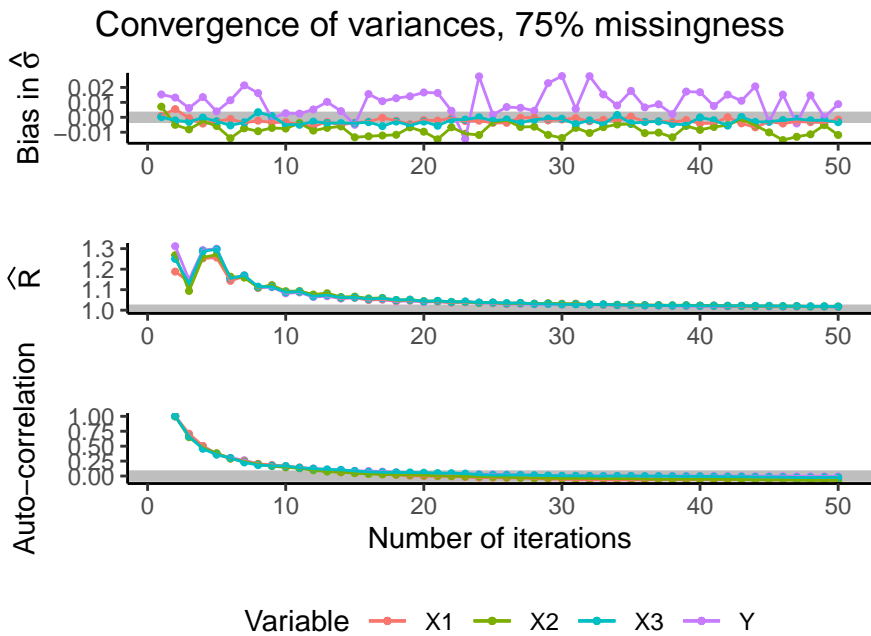 Convergence of variances, 75% missingness
Bias in σ̂
0.02
0.01
0.00
−0.01
0 10 20 30 40 50
R̂
1.3
1.2
1.1
1.0
0 10 20 30 40 50
Auto−correlation
1.00
0.75
0.50
0.25
0.00
0 10 20 30 40 50
Number of iterations
Variable X1 X2 X3 Y